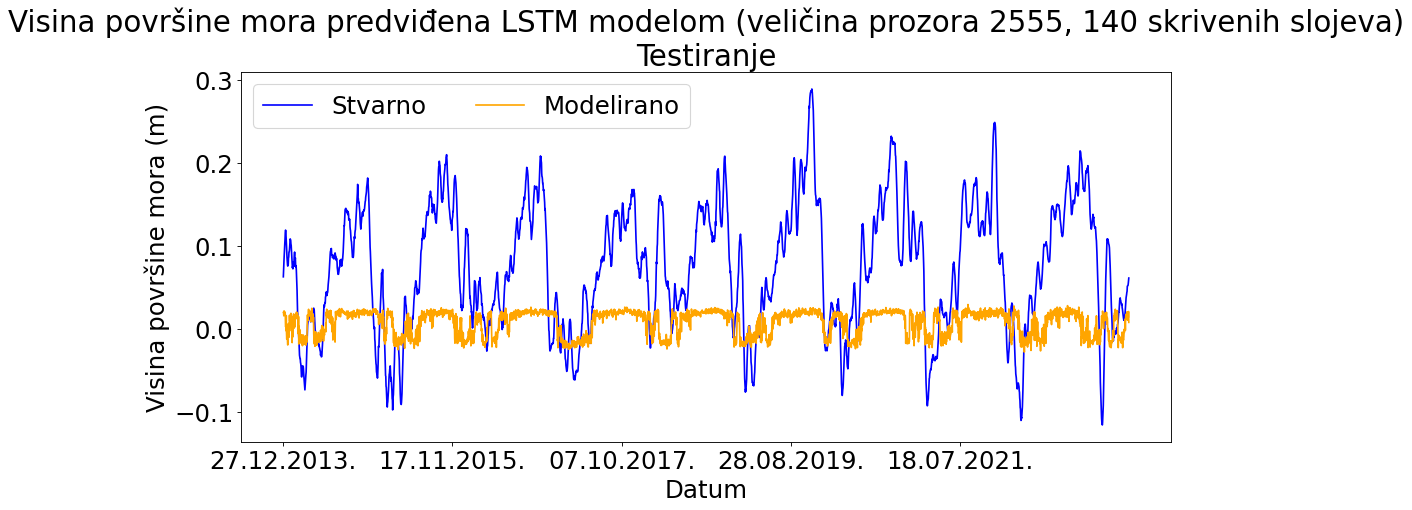 Visina površine mora predviđena LSTM modelom (veličina prozora 2555, 140 skrivenih slojeva)
Testiranje
Stvarno Modelirano
Visina površine mora (m)
0.3
0.2
0.1
0.0
−0.1
27.12.2013. 17.11.2015. 07.10.2017. 28.08.2019. 18.07.2021.
Datum